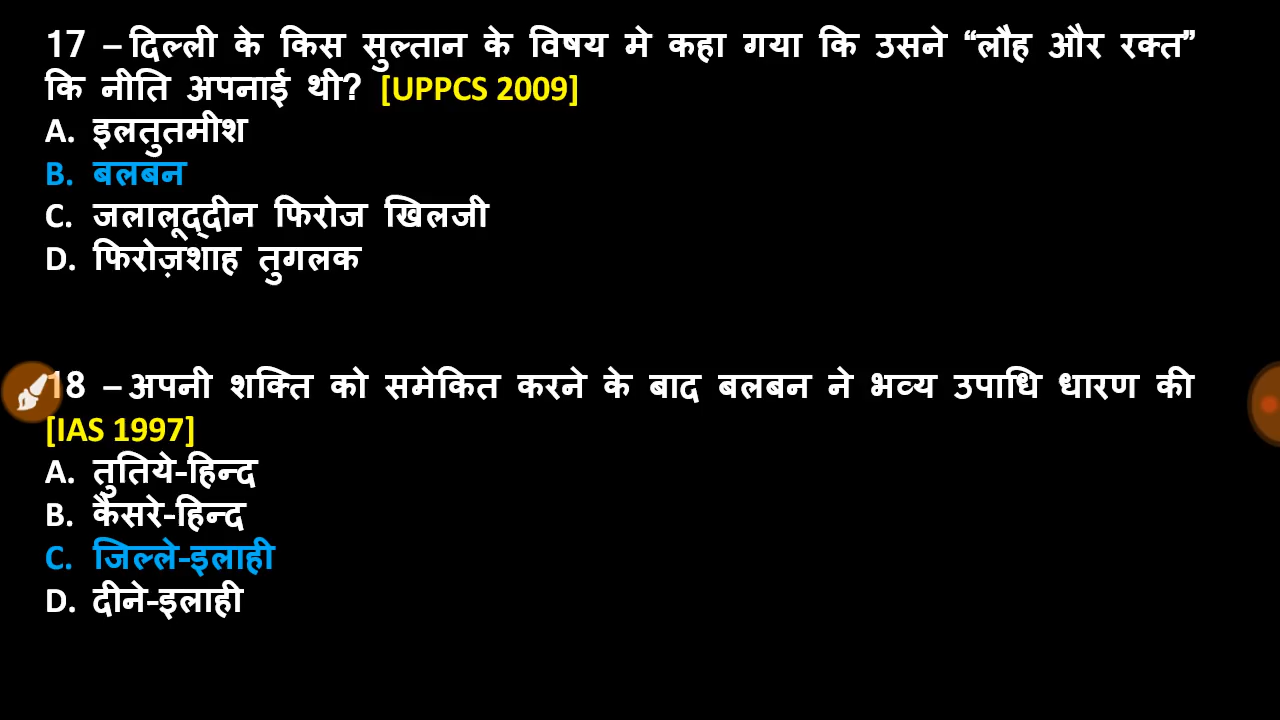 17 – दिल्ली के किस सुल्तान के विषय मे कहा गया कि उसने “लौह और रक्त”
कि नीति अपनाई थी? [UPPCS 2009]
A. इलतुतमीश
B. बलबन
C. जलालूद्दीन फिरोज खिलजी
D. फिरोज़शाह तुगलक
18 – अपनी शक्ति को समेकित करने के बाद बलबन ने भव्य उपाधि धारण की
[IAS 1997]
A. तुतिये-हिन्द
B. कैसरे-हिन्द
C. जिल्ले-इलाही
D. दीने-इलाही